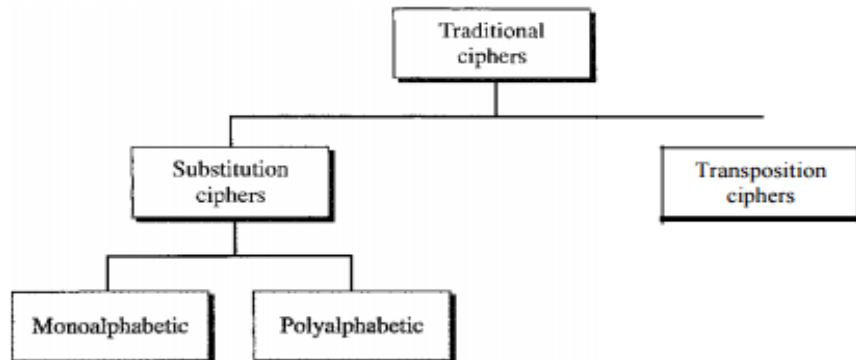 Traditional
ciphers
Substitution
ciphers
Transposition
ciphers
Monoalphabetic
Polyalphabetic